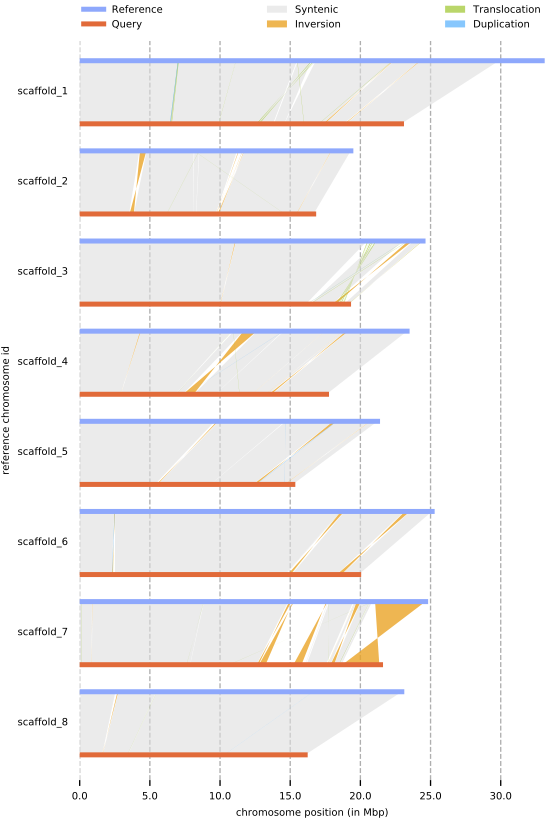 Reference
Syntenic
Translocation
Query
Inversion
Duplication
scaffold_1
scaffold_2
scaffold_3
scaffold_4
scaffold_5
scaffold_6
scaffold_7
scaffold_8
reference chromosome id
0.0 5.0 10.0 15.0 20.0 25.0 30.0
chromosome position (in Mbp)